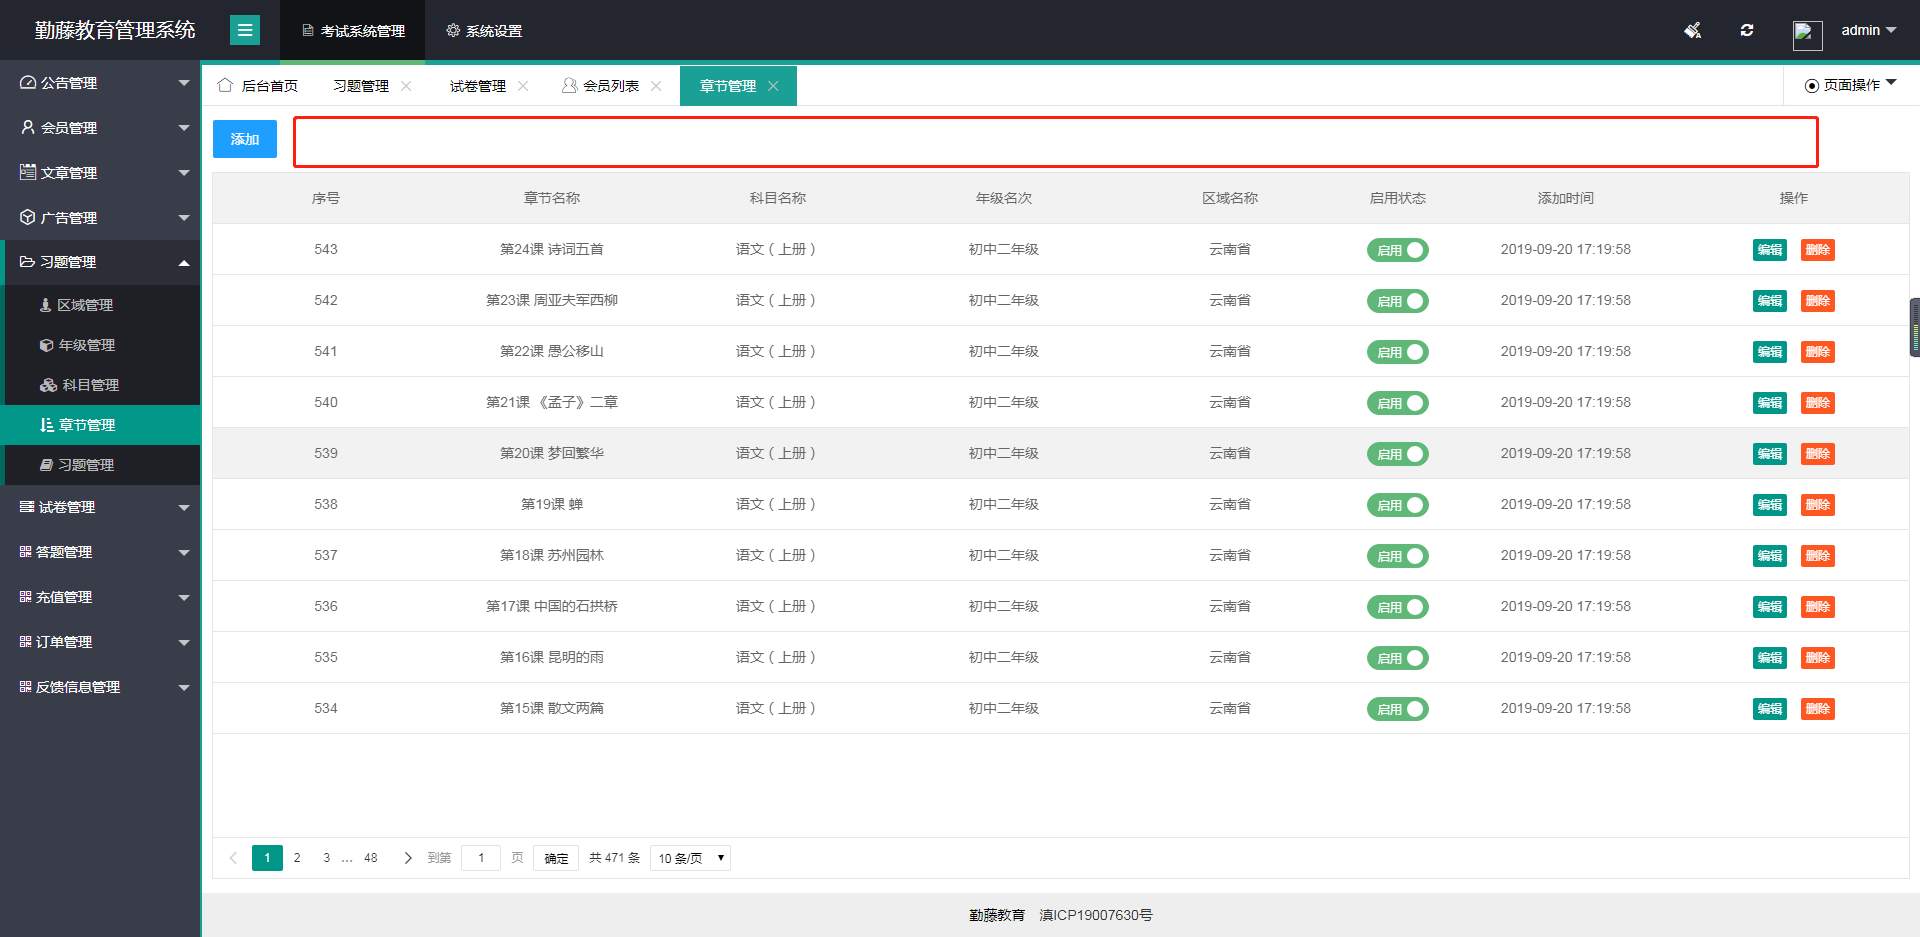 勤藤教育管理系统 考试系统管理 系统设置 admin
后台首页 习题管理 试卷管理 会员列表 章节管理 页面操作
公告管理
会员管理
文章管理
广告管理
习题管理
区域管理
年级管理
科目管理
章节管理
习题管理
试卷管理
答题管理
充值管理
订单管理
反馈信息管理
添加
序号 章节名称 科目名称 年级名次 区域名称 启用状态 添加时间 操作
543 第24课 诗词五首 语文（上册） 初中二年级 云南省 启用 2019-09-20 17:19:58 编辑 删除
542 第23课 周亚夫军西柳 语文（上册） 初中二年级 云南省 启用 2019-09-20 17:19:58 编辑 删除
541 第22课 愚公移山 语文（上册） 初中二年级 云南省 启用 2019-09-20 17:19:58 编辑 删除
540 第21课 《孟子》二章 语文（上册） 初中二年级 云南省 启用 2019-09-20 17:19:58 编辑 删除
539 第20课 梦回繁华 语文（上册） 初中二年级 云南省 启用 2019-09-20 17:19:58 编辑 删除
538 第19课 蝉 语文（上册） 初中二年级 云南省 启用 2019-09-20 17:19:58 编辑 删除
537 第18课 苏州园林 语文（上册） 初中二年级 云南省 启用 2019-09-20 17:19:58 编辑 删除
536 第17课 中国的石拱桥 语文（上册） 初中二年级 云南省 启用 2019-09-20 17:19:58 编辑 删除
535 第16课 昆明的雨 语文（上册） 初中二年级 云南省 启用 2019-09-20 17:19:58 编辑 删除
534 第15课 散文两篇 语文（上册） 初中二年级 云南省 启用 2019-09-20 17:19:58 编辑 删除
1 2 3 … 48 到第 1 页 确定 共 471 条 10 条/页
勤藤教育 滇ICP19007630号